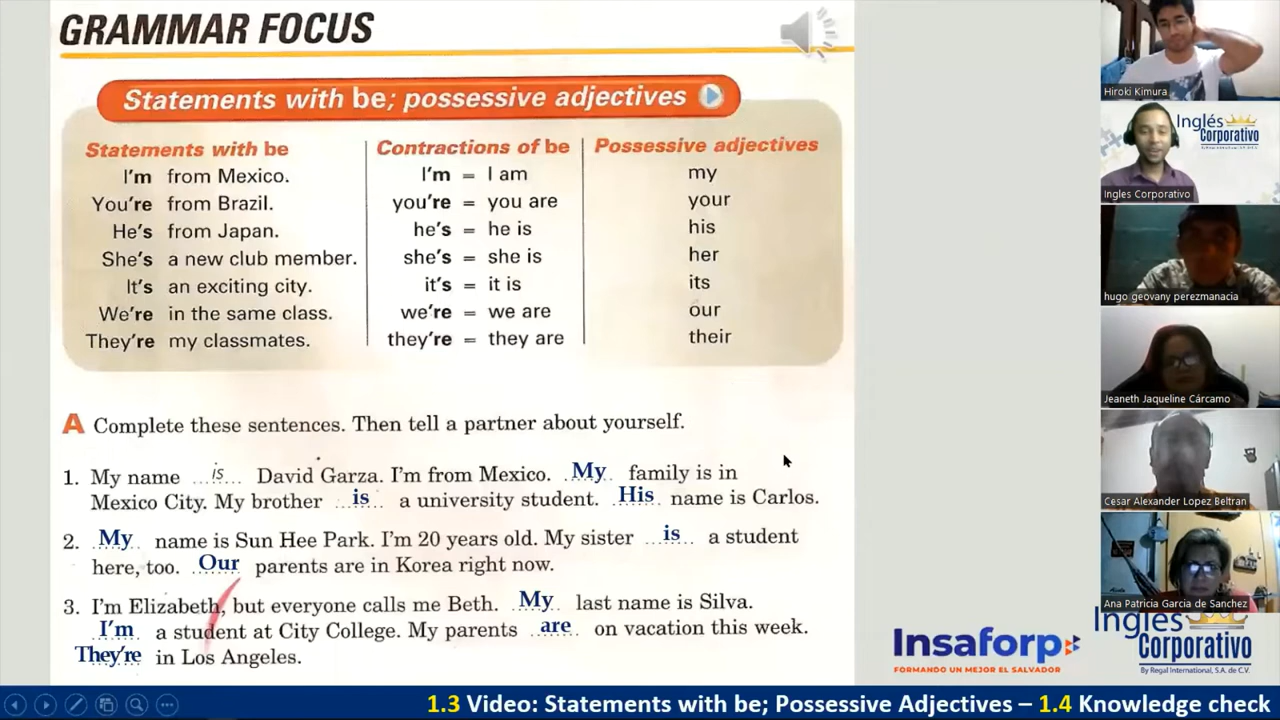 GRAMMAR FOCUS
Statements with be; possessive adjectives
Statements with be
I'm from Mexico.
You're from Brazil.
He's from Japan.
She's a new club member.
It's an exciting city.
We're in the same class.
They're my classmates.
Contractions of be
I'm = I am
you're = you are
he's = he is
she's = she is
it's = it is
we're = we are
they're = they are
Possessive adjectives
my
your
his
her
its
our
their
A Complete these sentences. Then tell a partner about yourself.
1. My name is David Garza. I'm from Mexico. My family is in
Mexico City. My brother is a university student. His name is Carlos.
2. My name is Sun Hee Park. I'm 20 years old. My sister is a student
here, too. Our parents are in Korea right now.
3. I'm Elizabeth, but everyone calls me Beth. My last name is Silva.
I'm a student at City College. My parents are on vacation this week.
They're in Los Angeles.
Hiroki Kimura
Inglés
Corporativo
Ingles Corporativo
hugo geovany perezmanacia
Jeaneth Jaqueline Cárcamo
Cesar Alexander Lopez Beltran
Ana Patricia Garcia de Sanchez
Insaforp
FORMANDO UN MEJOR EL SALVADOR
Inglés
Corporativo
By Regal International, S.A. de C.V.
1.3 Video: Statements with be; Possessive Adjectives – 1.4 Knowledge check